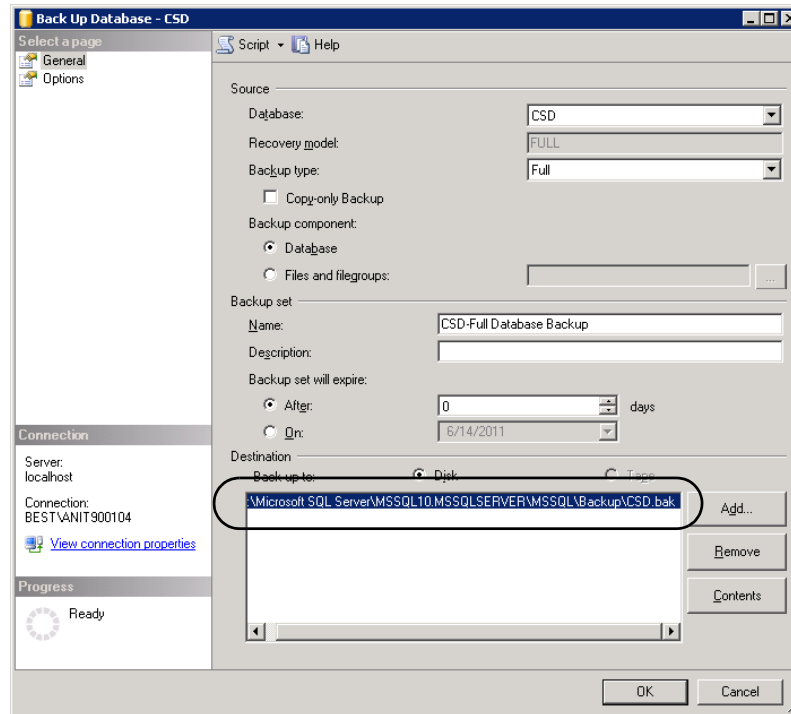 Back Up Database - CSD
Select a page
General
Options
Script Help
Source
Database: CSD
Recovery model: FULL
Backup type: Full
Copy-only Backup
Backup component:
Database
Files and filegroups: ...
Backup set
Name: CSD-Full Database Backup
Description:
Backup set will expire:
After: 0 days
On: 6/14/2011
Destination
Back up to: Disk Tape
:\Microsoft SQL Server\MSSQL10.MSSQLSERVER\MSSQL\Backup\CSD.bak
Add...
Remove
Contents
Connection
Server:
localhost
Connection:
BEST\ANIT900104
View connection properties
Progress
Ready
OK Cancel